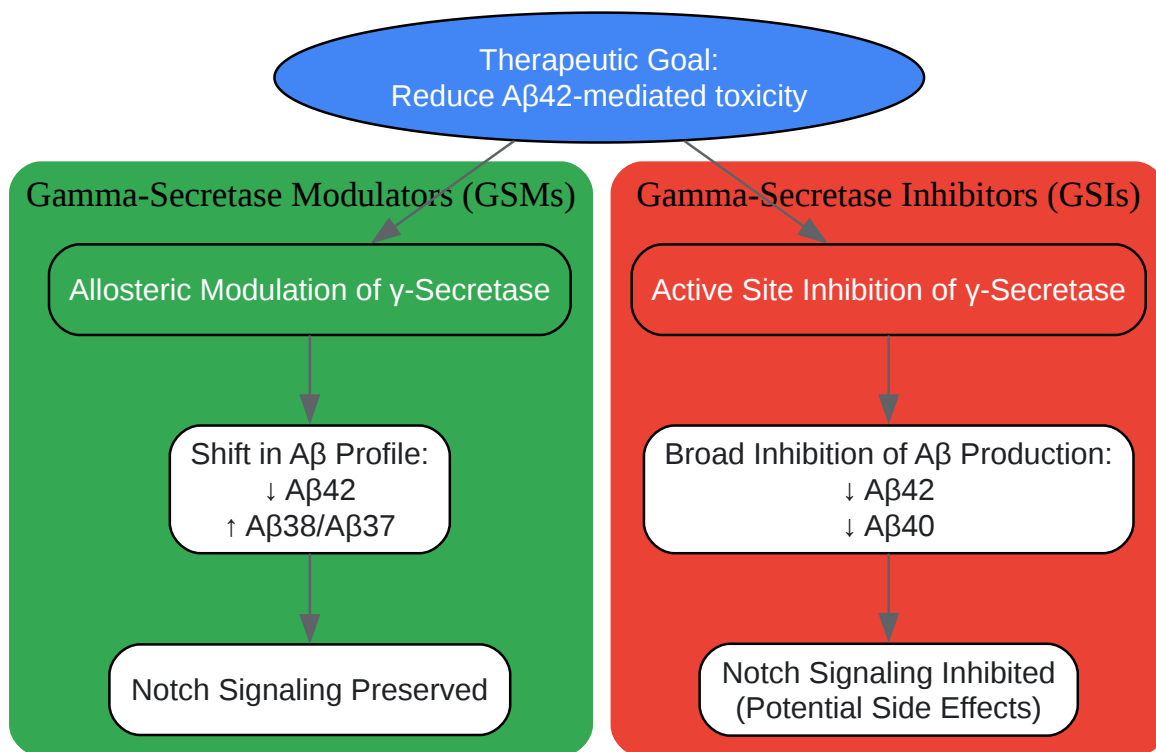 Therapeutic Goal:
Reduce Aβ42-mediated toxicity
Gamma-Secretase Modulators (GSMs)
Allosteric Modulation of γ-Secretase
Shift in Aβ Profile:
↓ Aβ42
↑ Aβ38/Aβ37
Notch Signaling Preserved
Gamma-Secretase Inhibitors (GSIs)
Active Site Inhibition of γ-Secretase
Broad Inhibition of Aβ Production:
↓ Aβ42
↓ Aβ40
Notch Signaling Inhibited
(Potential Side Effects)